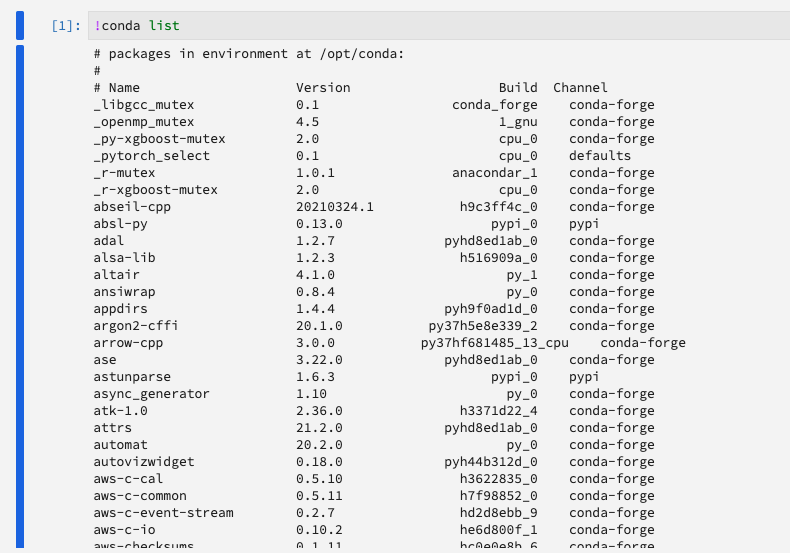 [1]: !conda list
# packages in environment at /opt/conda:
#
# Name Version Build Channel
_libgcc_mutex 0.1 conda_forge conda-forge
_openmp_mutex 4.5 1_gnu conda-forge
_py-xgboost-mutex 2.0 cpu_0 conda-forge
_pytorch_select 0.1 cpu_0 defaults
_r-mutex 1.0.1 anacondar_1 conda-forge
_r-xgboost-mutex 2.0 cpu_0 conda-forge
abseil-cpp 20210324.1 h9c3ff4c_0 conda-forge
absl-py 0.13.0 pypi_0 pypi
adal 1.2.7 pyhd8ed1ab_0 conda-forge
alsa-lib 1.2.3 h516909a_0 conda-forge
altair 4.1.0 py_1 conda-forge
ansiwrap 0.8.4 py_0 conda-forge
appdirs 1.4.4 pyh9f0ad1d_0 conda-forge
argon2-cffi 20.1.0 py37h5e8e339_2 conda-forge
arrow-cpp 3.0.0 py37hf681485_13_cpu conda-forge
ase 3.22.0 pyhd8ed1ab_0 conda-forge
astunparse 1.6.3 pypi_0 pypi
async_generator 1.10 py_0 conda-forge
atk-1.0 2.36.0 h3371d22_4 conda-forge
attrs 21.2.0 pyhd8ed1ab_0 conda-forge
automat 20.2.0 py_0 conda-forge
autovizwidget 0.18.0 pyh44b312d_0 conda-forge
aws-c-cal 0.5.10 h3622835_0 conda-forge
aws-c-common 0.5.11 h7f98852_0 conda-forge
aws-c-event-stream 0.2.7 hd2d8ebb_9 conda-forge
aws-c-io 0.10.2 he6d800f_1 conda-forge
aws-checksums 0.1.11 hc0e0e8b_6 conda-forge